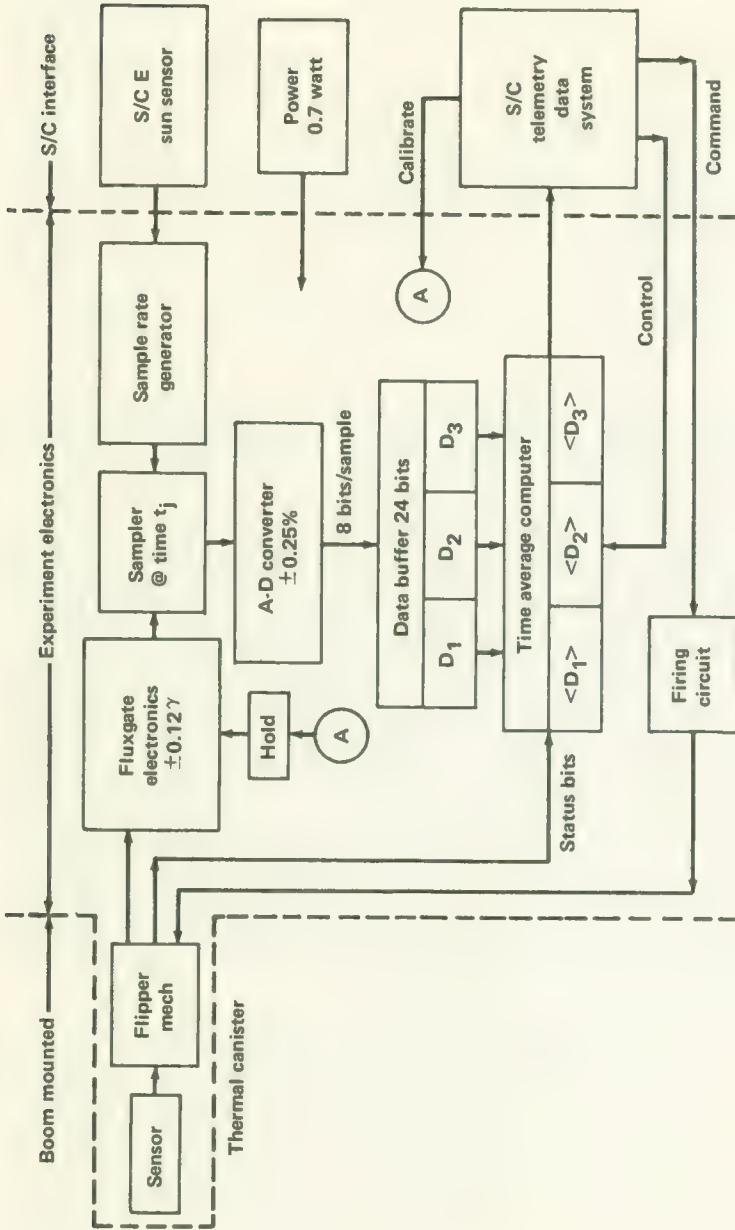 Boom mounted
Experiment electronics
S/C interface
Sensor
Flipper
mech
Thermal canister
Fluxgate
electronics
±0.12γ
Hold
A
Sampler
@ time tj
Sample rate
generator
S/C E
sun sensor
A-D converter
±0.25%
Power
0.7 watt
8 bits/sample
Data buffer 24 bits
D1
D2
D3
Calibrate
A
Time average computer
<D1>
<D2>
<D3>
Status bits
S/C
telemetry
data
system
Control
Command
Firing
circuit